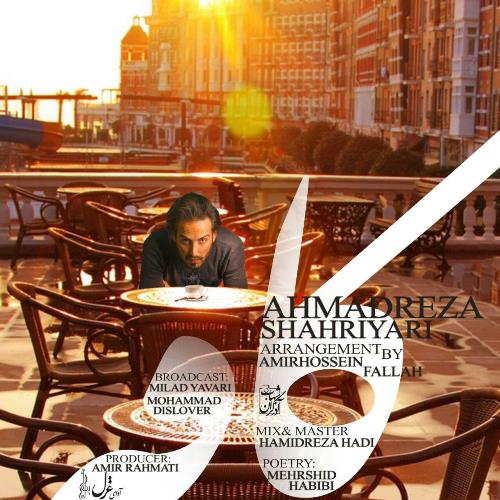 AHMADREZA
SHAHRIYARI
ARRANGEMENT BY
AMIRHOSSEIN
FALLAH
BROADCAST:
MILAD YAVARI
MOHAMMAD
DISLOVER
MIX& MASTER
HAMIDREZA HADI
PRODUCER:
AMIR RAHMATI
POETRY:
MEHRSHID
HABIBI